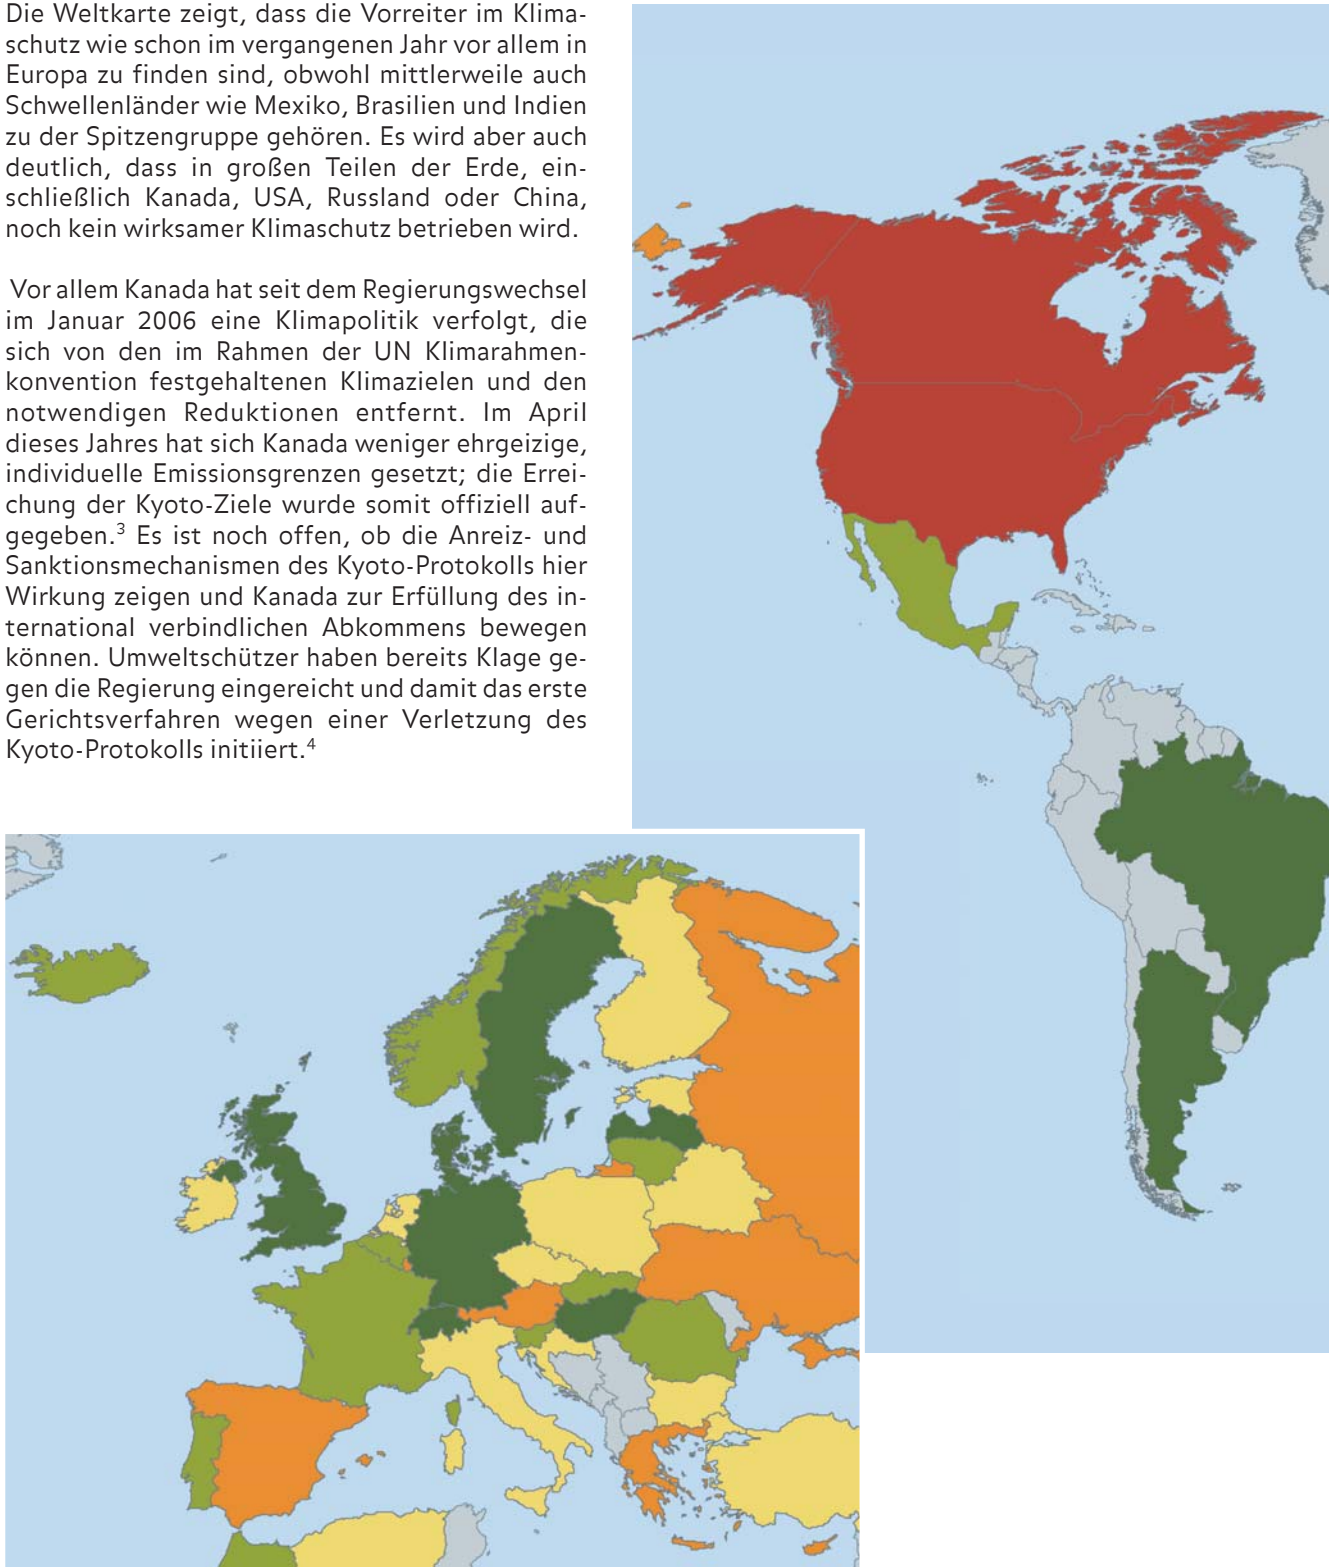 Die Weltkarte zeigt, dass die Vorreiter im Klima-
schutz wie schon im vergangenen Jahr vor allem in
Europa zu finden sind, obwohl mittlerweile auch
Schwellenländer wie Mexiko, Brasilien und Indien
zu der Spitzengruppe gehören. Es wird aber auch
deutlich, dass in großen Teilen der Erde, ein-
schließlich Kanada, USA, Russland oder China,
noch kein wirksamer Klimaschutz betrieben wird.
Vor allem Kanada hat seit dem Regierungswechsel
im Januar 2006 eine Klimapolitik verfolgt, die
sich von den im Rahmen der UN Klimarahmen-
konvention festgehaltenen Klimazielen und den
notwendigen Reduktionen entfernt. Im April
dieses Jahres hat sich Kanada weniger ehrgeizige,
individuelle Emissionsgrenzen gesetzt; die Errei-
chung der Kyoto-Ziele wurde somit offiziell auf-
gegeben.³ Es ist noch offen, ob die Anreiz- und
Sanktionsmechanismen des Kyoto-Protokolls hier
Wirkung zeigen und Kanada zur Erfüllung des in-
ternational verbindlichen Abkommens bewegen
können. Umweltschützer haben bereits Klage ge-
gen die Regierung eingereicht und damit das erste
Gerichtsverfahren wegen einer Verletzung des
Kyoto-Protokolls initiiert.⁴